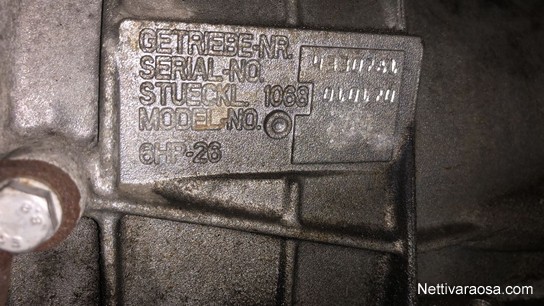 GETRIEBE-NR.
SERIAL-NO.
STUECKL. 1068
MODEL-NO.
6HP-26
Nettivaraosa.com